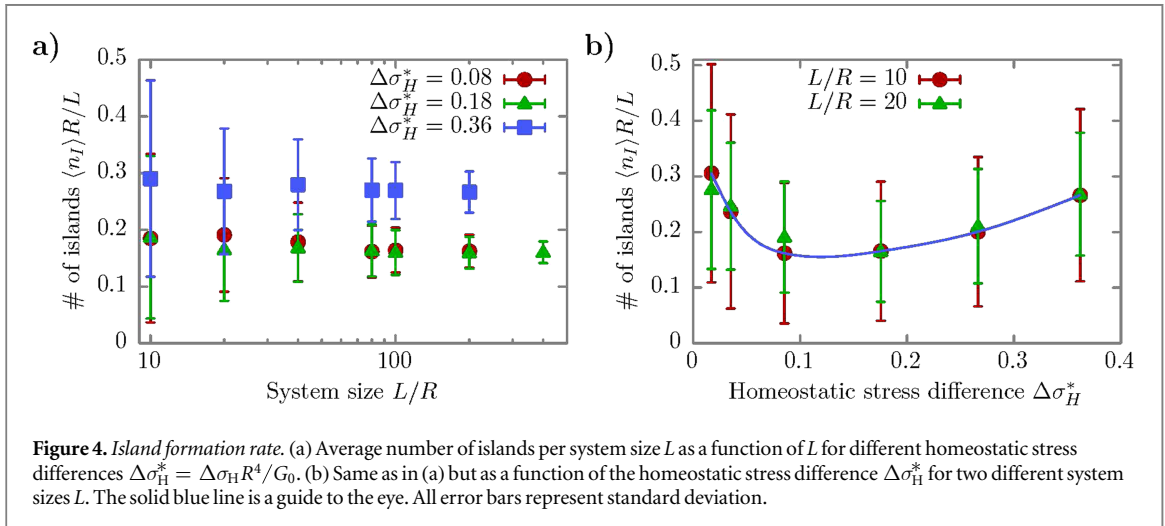 a)
# of islands ⟨n_I⟩R/L
0.5
0.4
0.3
0.2
0.1
0
Δσ*_H = 0.08
Δσ*_H = 0.18
Δσ*_H = 0.36
10
100
System size L/R
b)
# of islands ⟨n_I⟩R/L
0.5
0.4
0.3
0.2
0.1
0
L/R = 10
L/R = 20
0.1
0.2
0.3
0.4
Homeostatic stress difference Δσ*_H
Figure 4. Island formation rate. (a) Average number of islands per system size L as a function of L for different homeostatic stress
differences Δσ*_H = Δσ_H R⁴/G₀. (b) Same as in (a) but as a function of the homeostatic stress difference Δσ*_H for two different system
sizes L. The solid blue line is a guide to the eye. All error bars represent standard deviation.